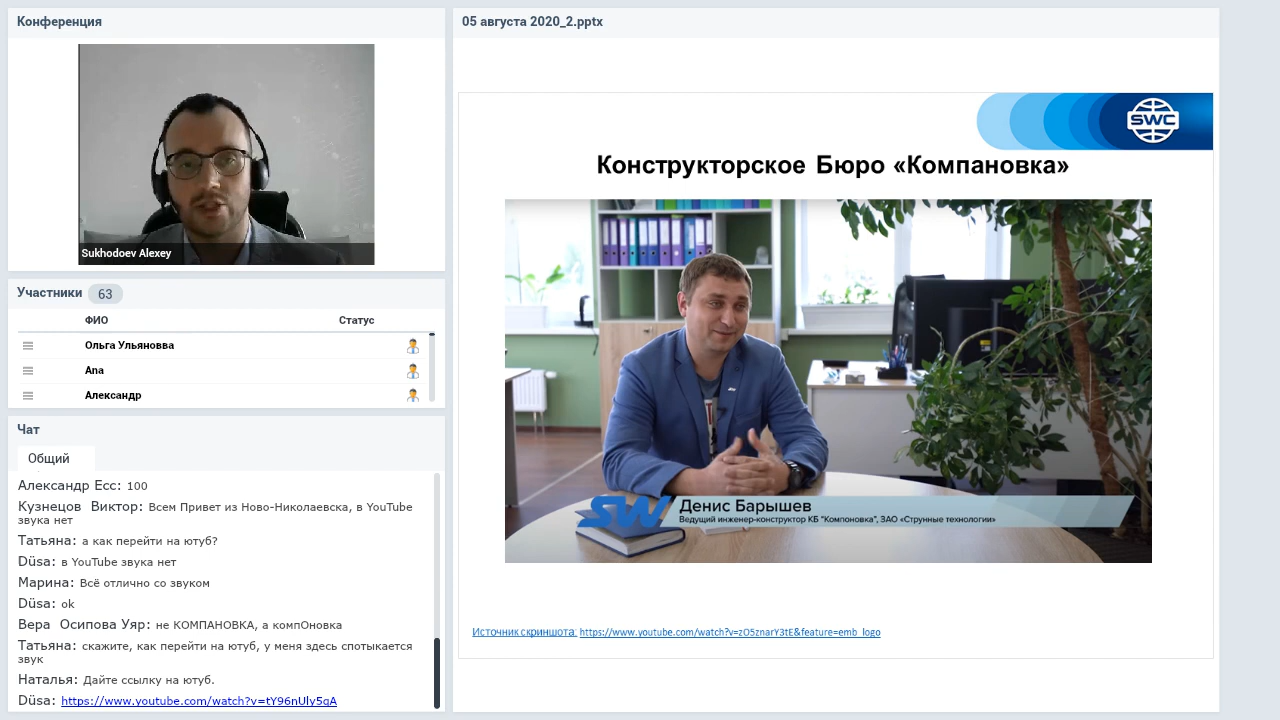 Конференция
Sukhodoev Alexey
Участники 63
ФИО Статус
Ольга Ульяновва
Ana
Александр
Чат
Общий
Александр Есс: 100
Кузнецов Виктор: Всем Привет из Ново-Николаевска, в YouTube
звука нет
Татьяна: а как перейти на ютуб?
Düsa: в YouTube звука нет
Марина: Всё отлично со звуком
Düsa: ok
Вера Осипова Уяр: не КОМПАНОВКА, а компОновка
Татьяна: скажите, как перейти на ютуб, у меня здесь спотыкается
звук
Наталья: Дайте ссылку на ютуб.
Düsa: https://www.youtube.com/watch?v=tY96nUly5qA
05 августа 2020_2.pptx
SWC
Конструкторское Бюро «Компановка»
SW
Денис Барышев
Ведущий инженер-конструктор КБ "Компоновка", ЗАО «Струнные технологии»
Источник скриншота: https://www.youtube.com/watch?v=zO5znarY3tE&feature=emb_logo